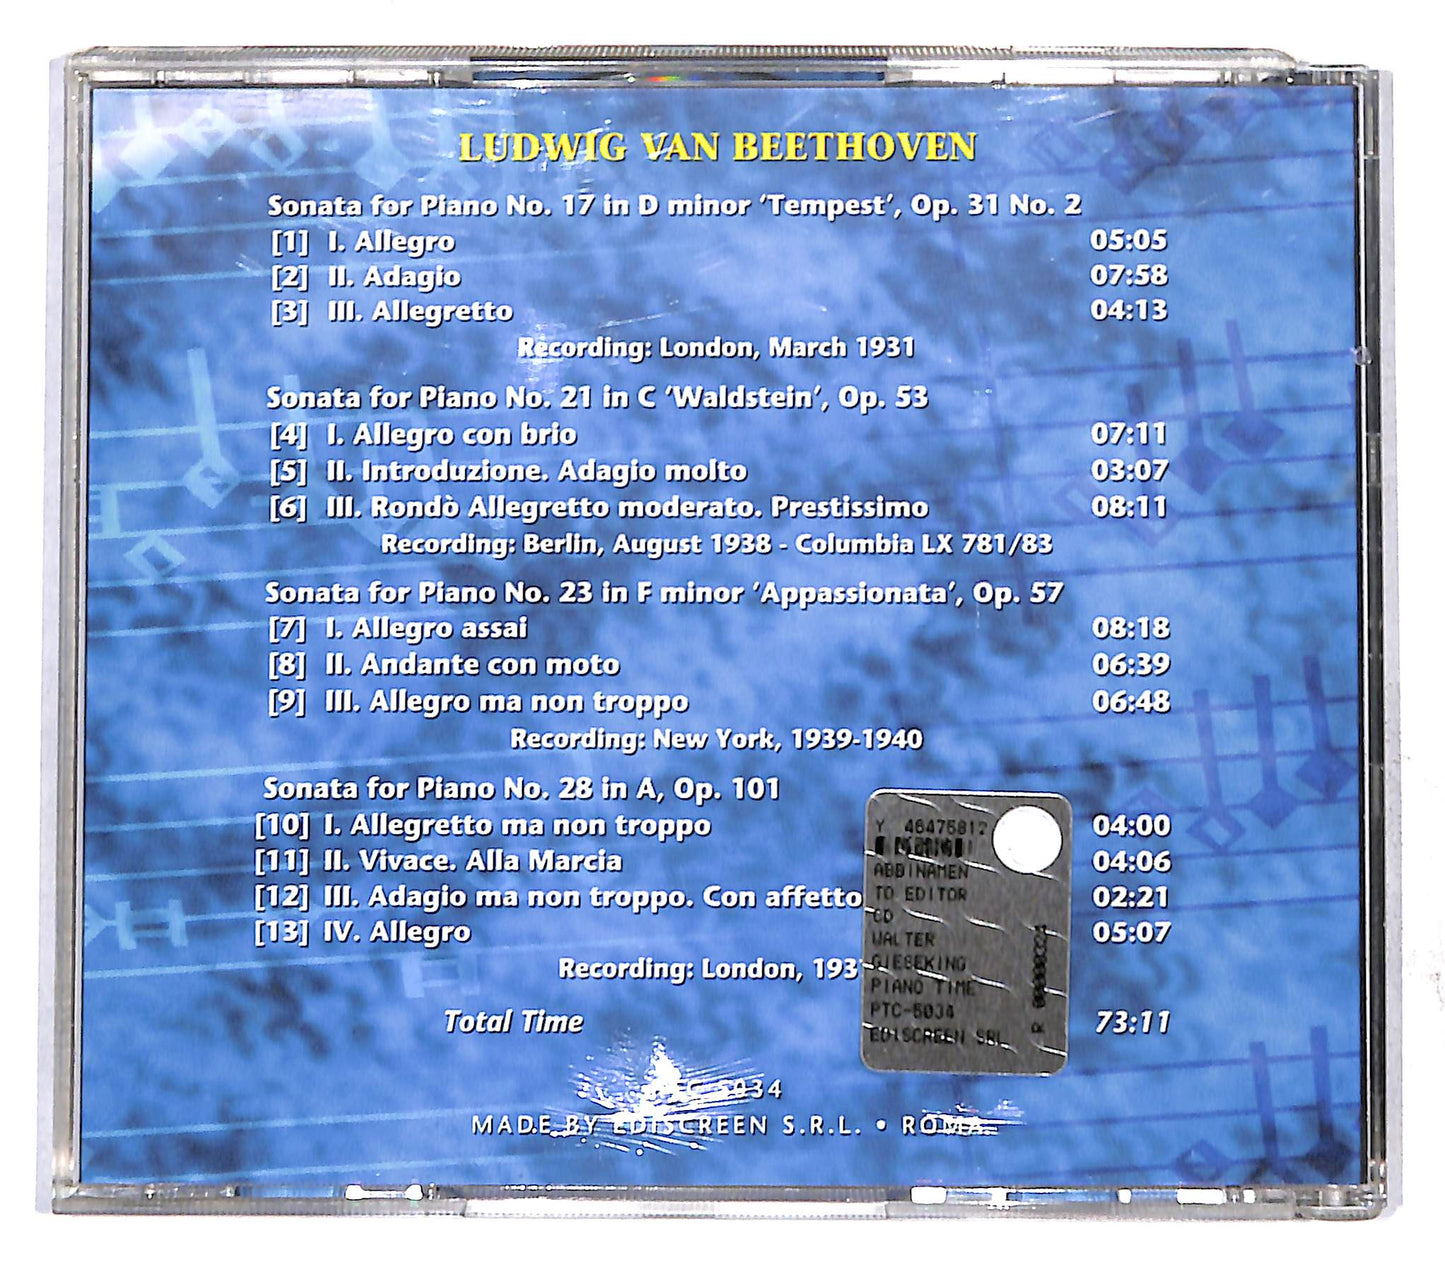 LUDWIG VAN BEETHOVEN
Sonata for Piano No. 17 in D minor ‘Tempest’, Op. 31 No. 2
[1] I. Allegro 05:05
[2] II. Adagio 07:58
[3] III. Allegretto 04:13
Recording: London, March 1931
Sonata for Piano No. 21 in C ‘Waldstein’, Op. 53
[4] I. Allegro con brio 07:11
[5] II. Introduzione. Adagio molto 03:07
[6] III. Rondò Allegretto moderato. Prestissimo 08:11
Recording: Berlin, August 1938 - Columbia LX 781/83
Sonata for Piano No. 23 in F minor ‘Appassionata’, Op. 57
[7] I. Allegro assai 08:18
[8] II. Andante con moto 06:39
[9] III. Allegro ma non troppo 06:48
Recording: New York, 1939-1940
Sonata for Piano No. 28 in A, Op. 101
[10] I. Allegretto ma non troppo 04:00
[11] II. Vivace. Alla Marcia 04:06
[12] III. Adagio ma non troppo. Con affetto 02:21
[13] IV. Allegro 05:07
Recording: London, 193
Total Time 73:11
Y 46475812
ABBINAMEN
TO EDITOR
CD
WALTER
GIESEKING
PIANO TIME
PTC-5034
EDISCREEN SRL
5034
MADE BY EDISCREEN S.R.L. • ROMA